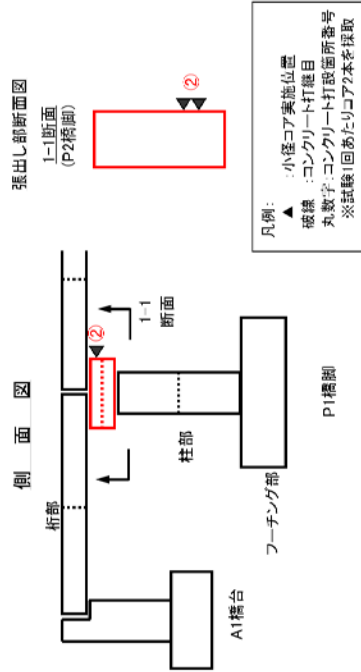 側 面 図
桁部
②
1-1
断面
柱部
フーチング部
A1橋台
P1橋脚
張出し部断面図
1-1断面
(P2橋脚)
②
凡例:
▲ :小径コア実施位置
破線 :コンクリート打継目
丸数字:コンクリート打設箇所番号
※試験1回あたりコア2本を採取